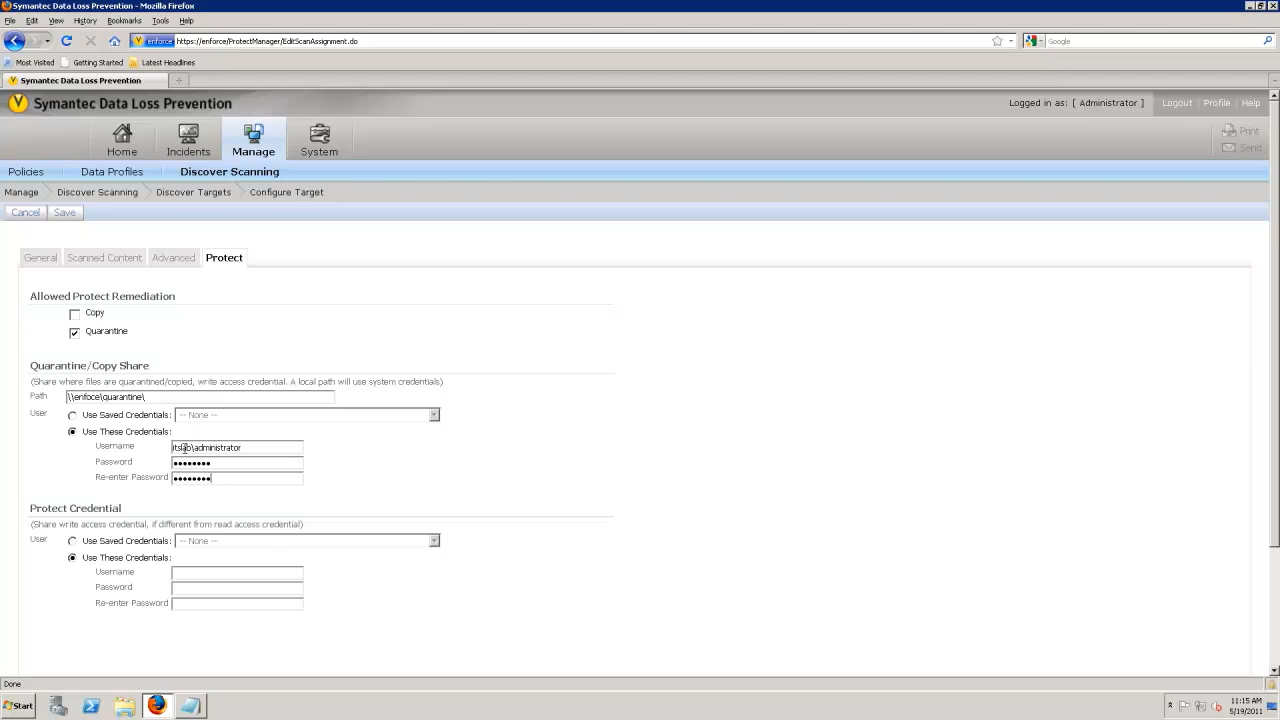 Symantec Data Loss Prevention - Mozilla Firefox
File Edit View History Bookmarks Tools Help
enforce https://enforce/ProtectManager/EditScanAssignment.do Google
Most Visited Getting Started Latest Headlines
Symantec Data Loss Prevention
Symantec Data Loss Prevention Logged in as: [ Administrator ] Logout Profile Help
Home Incidents Manage System
Print
Send
Policies Data Profiles Discover Scanning
Manage Discover Scanning Discover Targets Configure Target
Cancel Save
General Scanned Content Advanced Protect
Allowed Protect Remediation
Copy
Quarantine
Quarantine/Copy Share
(Share where files are quarantined/copied, write access credential. A local path will use system credentials)
Path \\enfoce\quarantine\
User Use Saved Credentials: -- None --
Use These Credentials:
Username itslab\administrator
Password ••••••••
Re-enter Password ••••••••
Protect Credential
(Share write access credential, if different from read access credential)
User Use Saved Credentials: -- None --
Use These Credentials:
Username
Password
Re-enter Password
Done
Start 11:15 AM
5/19/2011